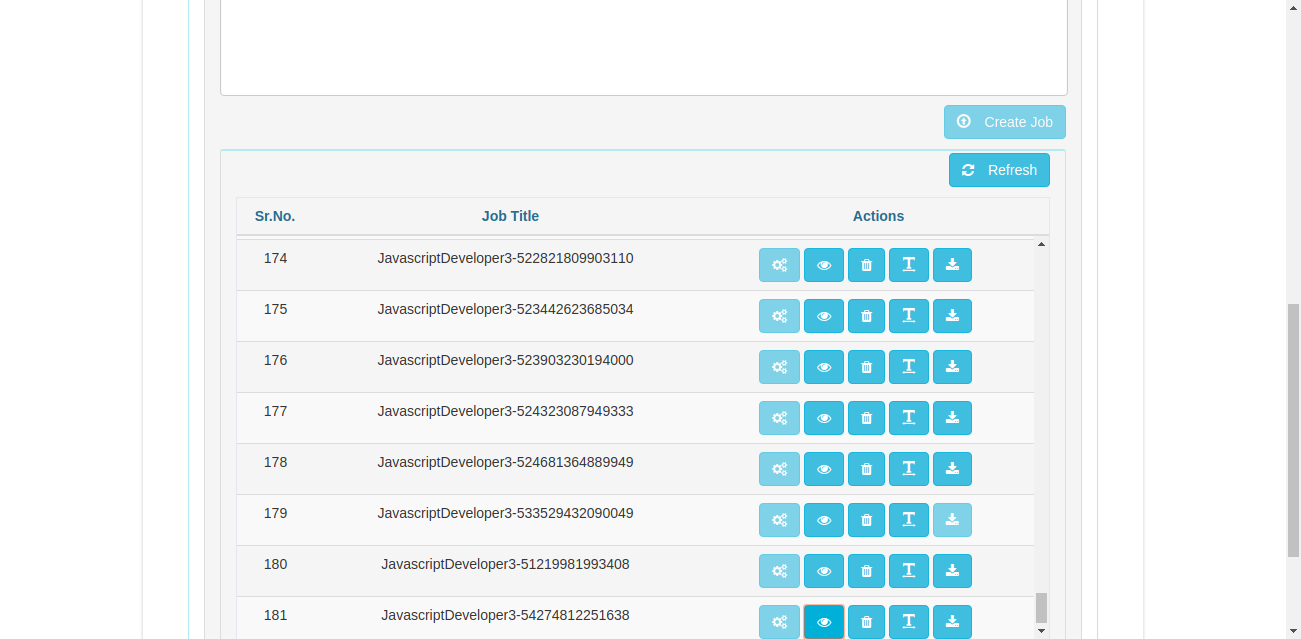 Create Job
Refresh
Sr.No. Job Title Actions
174 JavascriptDeveloper3-522821809903110
175 JavascriptDeveloper3-523442623685034
176 JavascriptDeveloper3-523903230194000
177 JavascriptDeveloper3-524323087949333
178 JavascriptDeveloper3-524681364889949
179 JavascriptDeveloper3-533529432090049
180 JavascriptDeveloper3-51219981993408
181 JavascriptDeveloper3-54274812251638